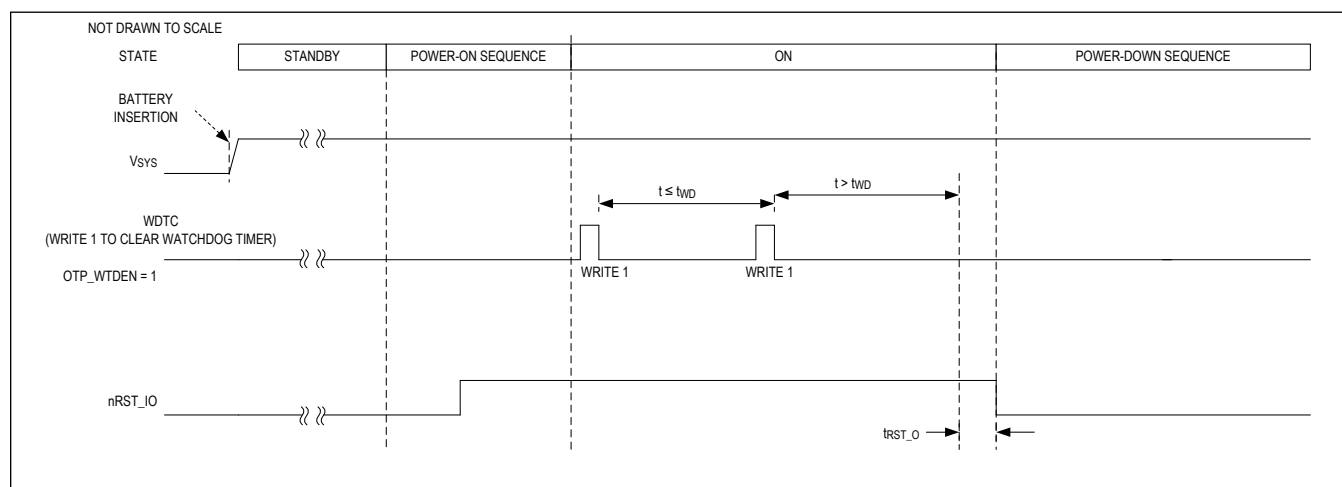 NOT DRAWN TO SCALE
STATE
STANDBY
POWER-ON SEQUENCE
ON
POWER-DOWN SEQUENCE
BATTERY
INSERTION
VSYS
t ≤ tWD
t > tWD
WDTC
(WRITE 1 TO CLEAR WATCHDOG TIMER)
OTP_WTDEN = 1
WRITE 1
WRITE 1
nRST_IO
tRST_O